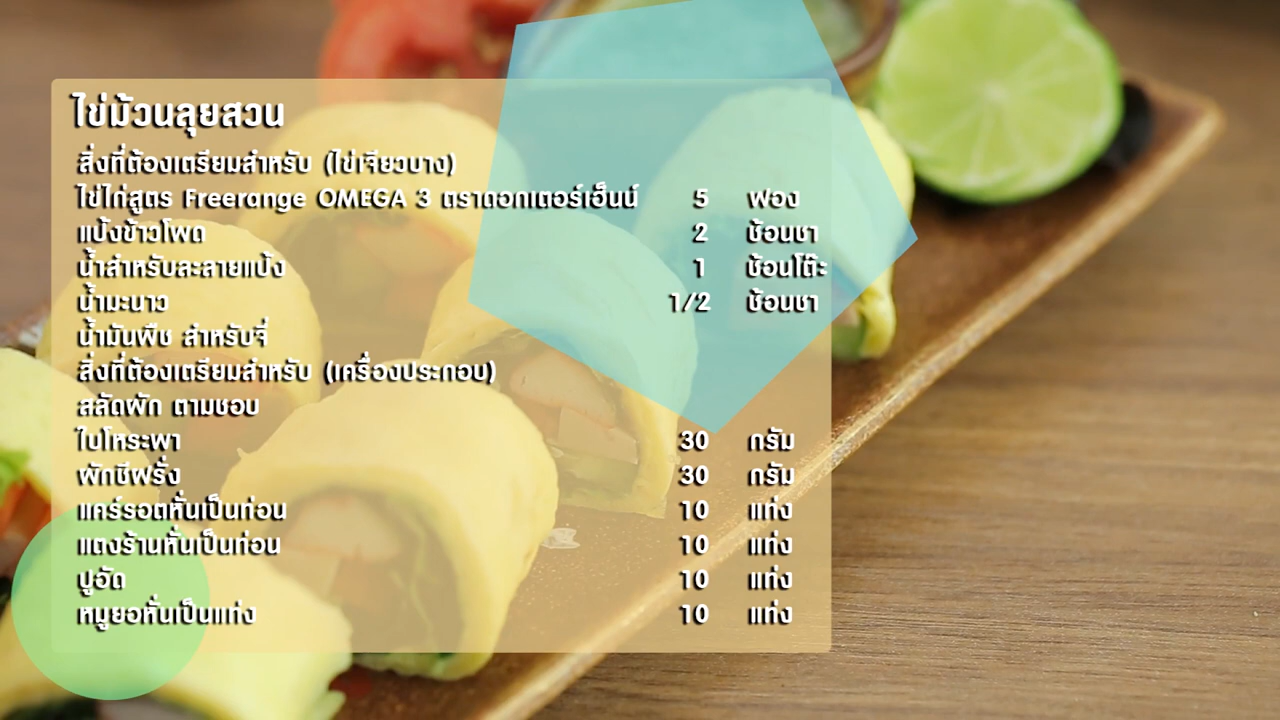 ไข่ม้วนลุยสวน
สิ่งที่ต้องเตรียมสำหรับ (ไข่เจียวบาง)
ไข่ไก่สูตร Freerange OMEGA 3 ตราดอกเตอร์เฮ็นน์ 5 ฟอง
แป้งข้าวโพด 2 ช้อนชา
น้ำสำหรับละลายแป้ง 1 ช้อนโต๊ะ
น้ำมะนาว 1/2 ช้อนชา
น้ำมันพืช สำหรับจี่
สิ่งที่ต้องเตรียมสำหรับ (เครื่องประกอบ)
สลัดผัก ตามชอบ
ใบโหระพา 30 กรัม
ผักชีฝรั่ง 30 กรัม
แคร์รอตหั่นเป็นท่อน 10 แท่ง
แตงร้านหั่นเป็นท่อน 10 แท่ง
ปูอัด 10 แท่ง
หมูยอหั่นเป็นแท่ง 10 แท่ง